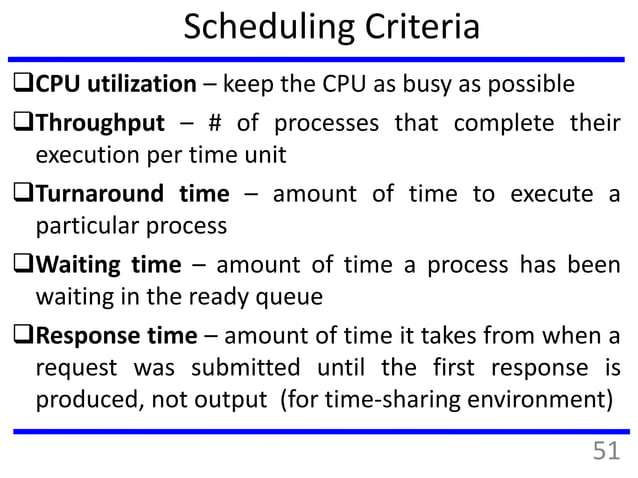 Scheduling Criteria
❑CPU utilization – keep the CPU as busy as possible
❑Throughput – # of processes that complete their
execution per time unit
❑Turnaround time – amount of time to execute a
particular process
❑Waiting time – amount of time a process has been
waiting in the ready queue
❑Response time – amount of time it takes from when a
request was submitted until the first response is
produced, not output (for time-sharing environment)
51